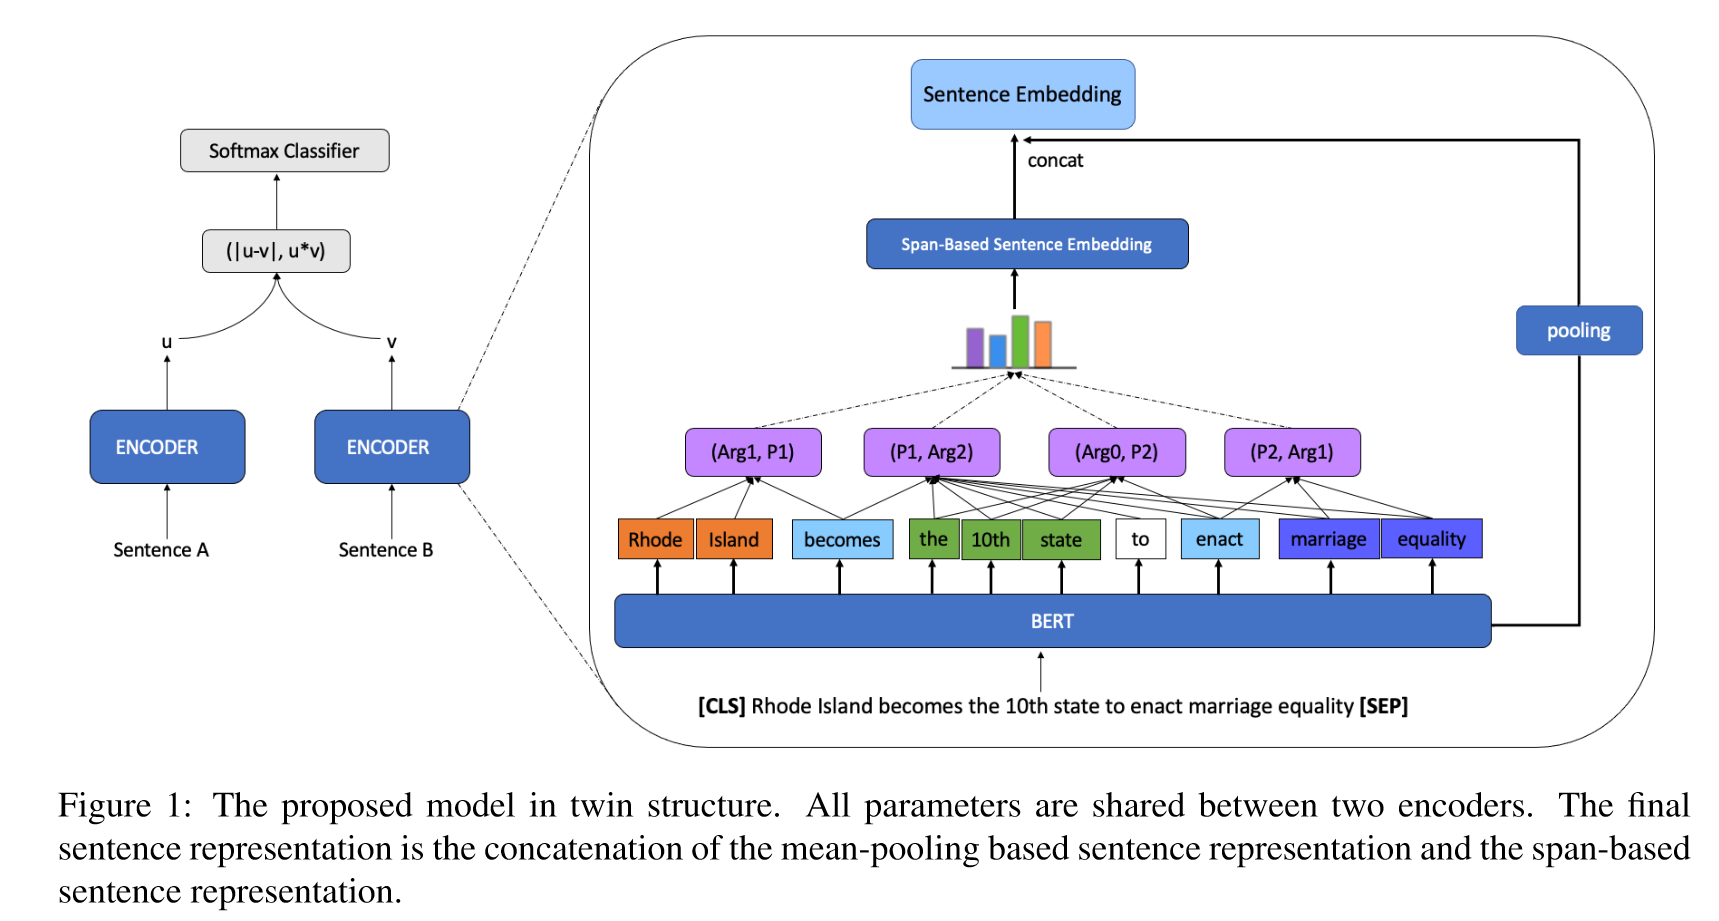 Sentence Embedding
concat
Softmax Classifier
Span-Based Sentence Embedding
(|u-v|, u*v)
pooling
u
v
ENCODER
ENCODER
(Arg1, P1)
(P1, Arg2)
(Arg0, P2)
(P2, Arg1)
Sentence A
Sentence B
Rhode Island becomes the 10th state to enact marriage equality
BERT
[CLS] Rhode Island becomes the 10th state to enact marriage equality [SEP]
Figure 1: The proposed model in twin structure. All parameters are shared between two encoders. The final
sentence representation is the concatenation of the mean-pooling based sentence representation and the span-based
sentence representation.